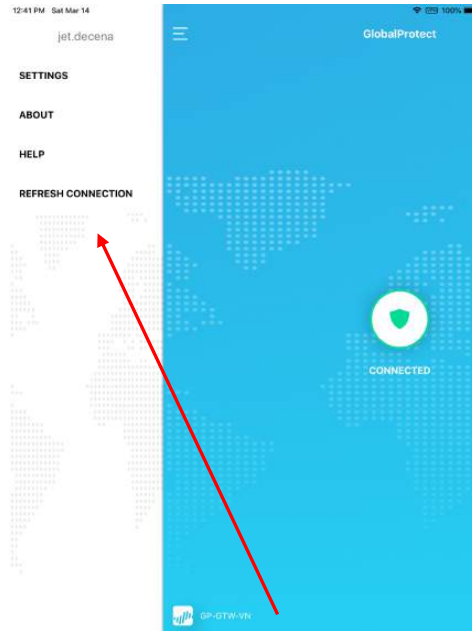 12:41 PM Sat Mar 14
VPN 100%
jet.decena
GlobalProtect
SETTINGS
ABOUT
HELP
REFRESH CONNECTION
CONNECTED
GP-GTW-VN